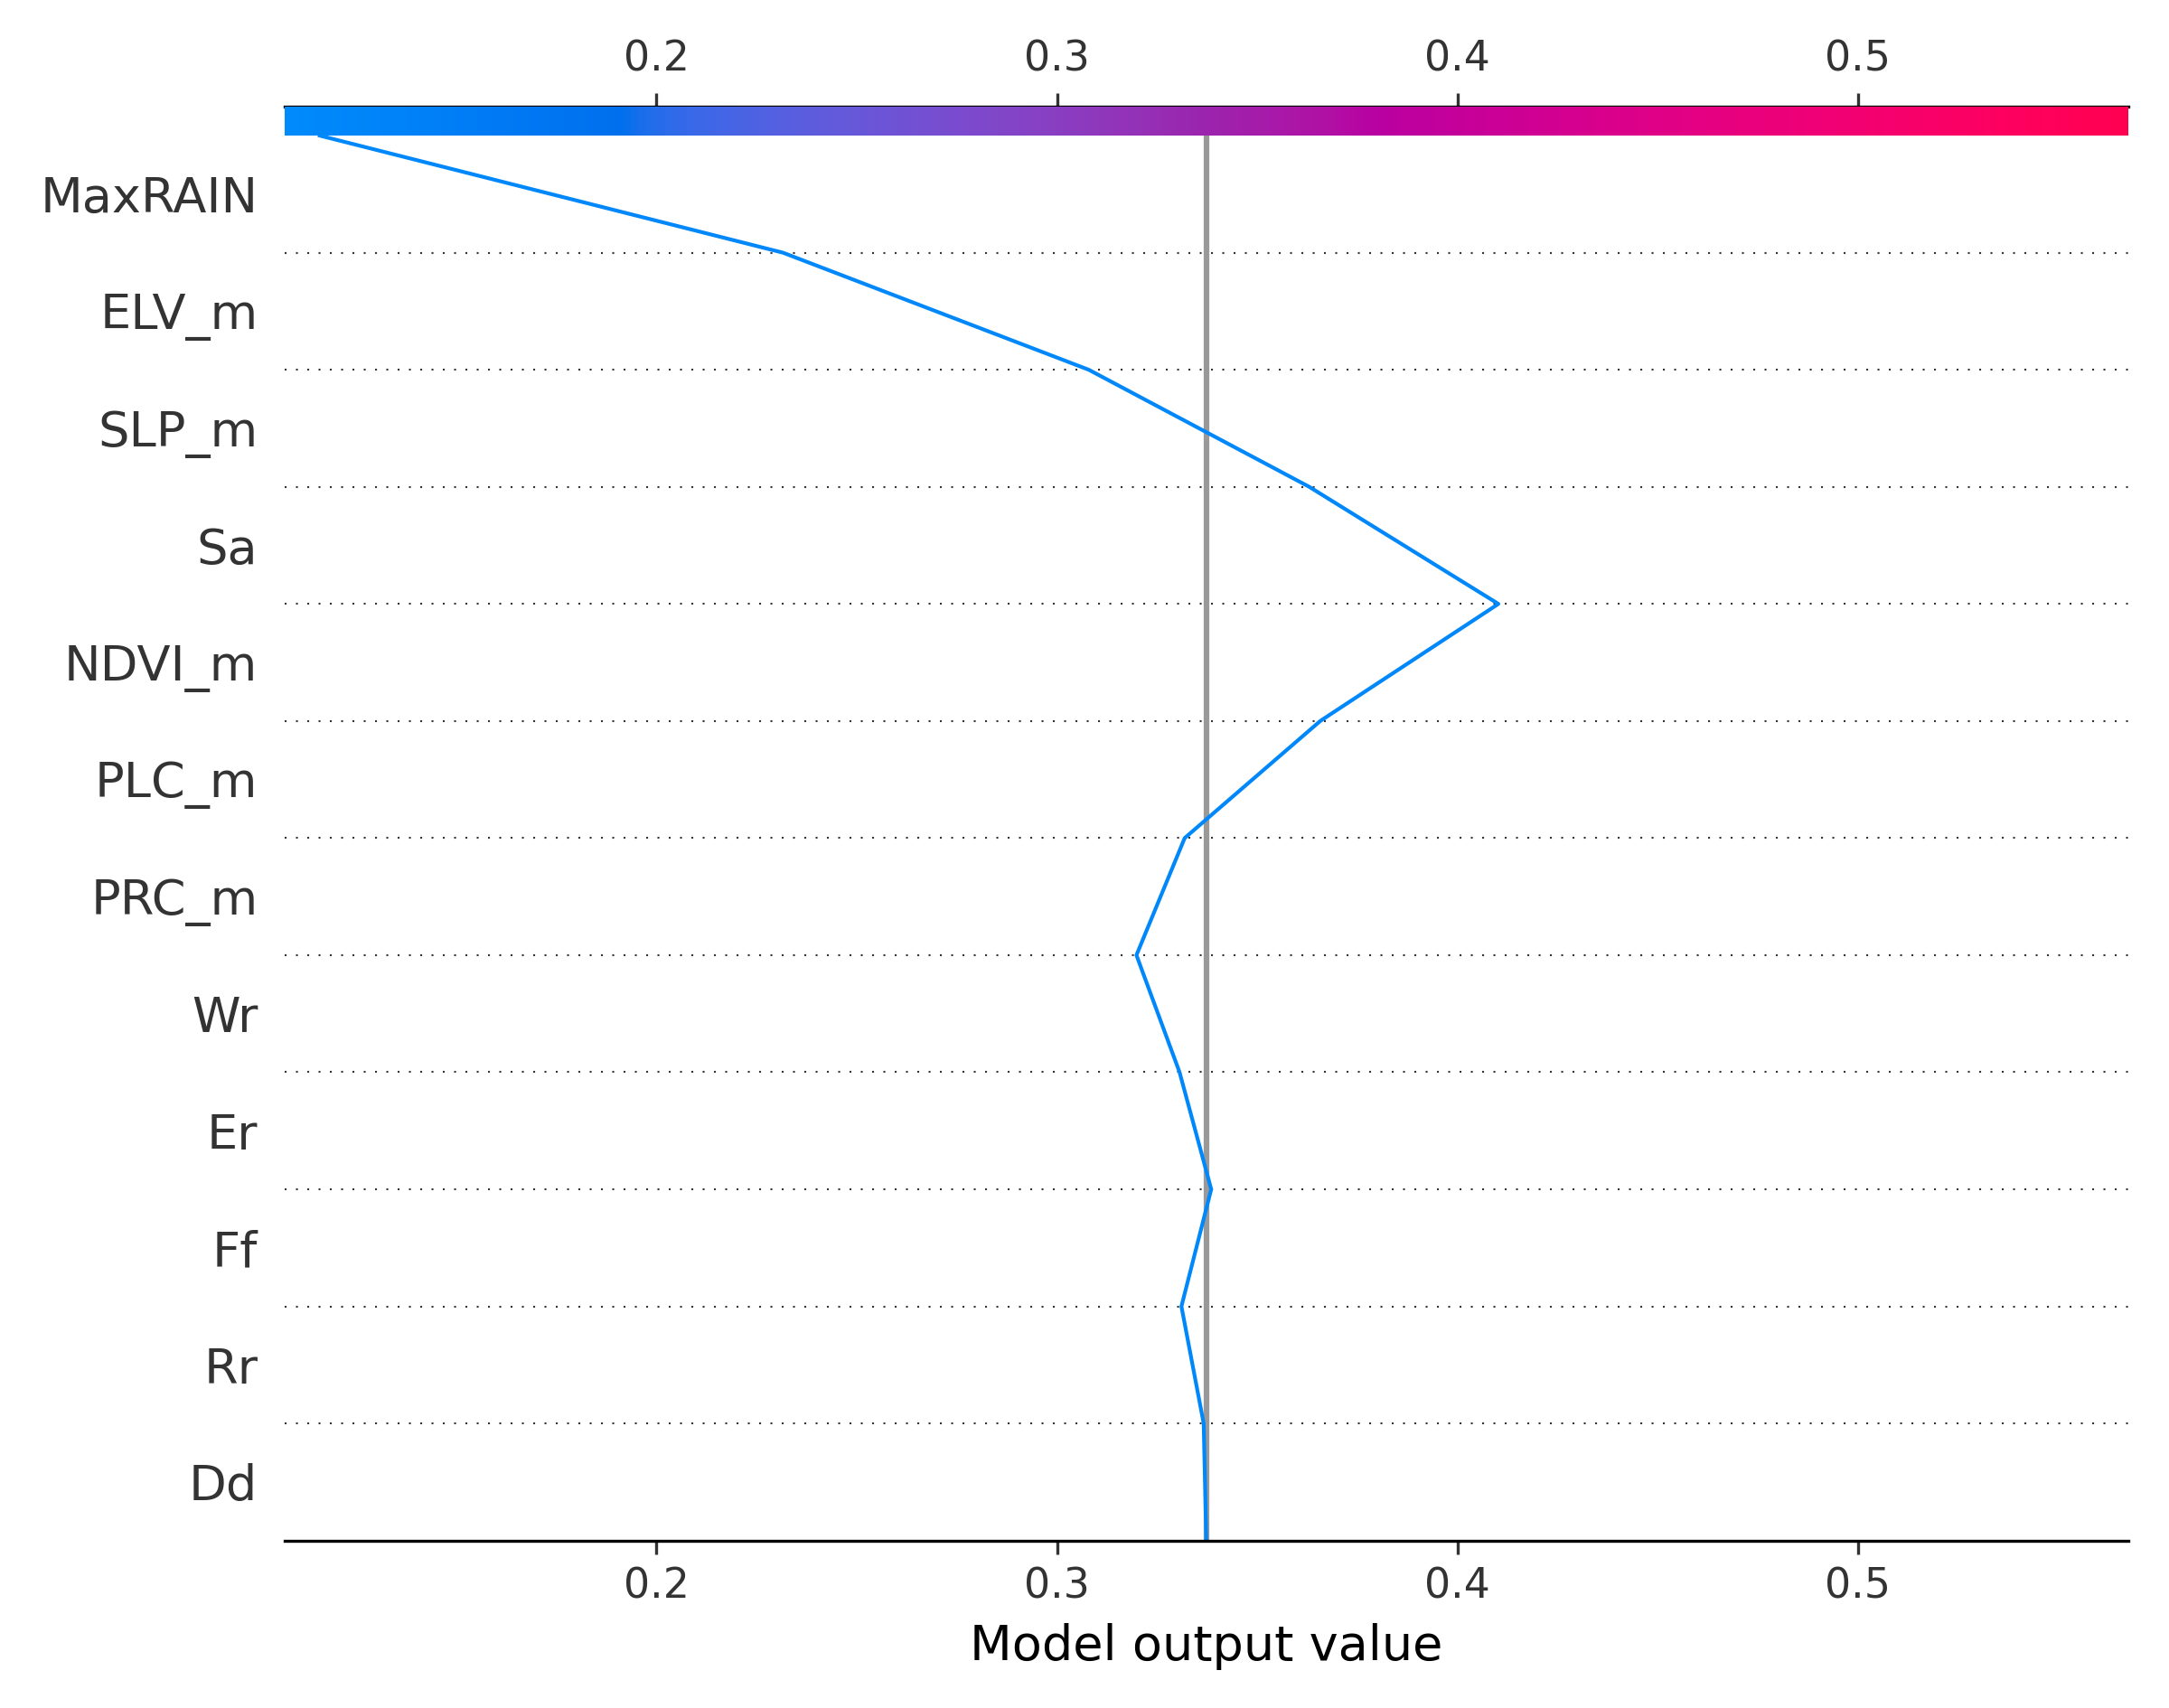 0.2 0.3 0.4 0.5
MaxRAIN
ELV_m
SLP_m
Sa
NDVI_m
PLC_m
PRC_m
Wr
Er
Ff
Rr
Dd
0.2 0.3 0.4 0.5
Model output value